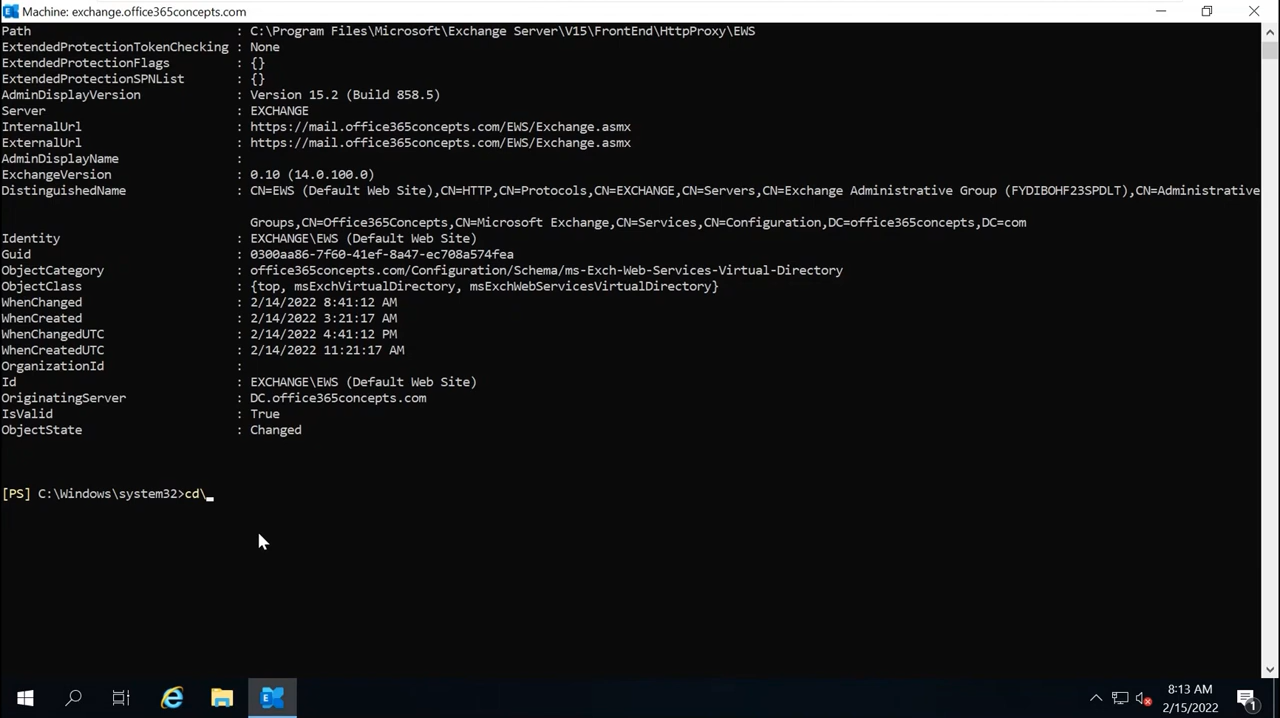 Machine: exchange.office365concepts.com
Path : C:\Program Files\Microsoft\Exchange Server\V15\FrontEnd\HttpProxy\EWS
ExtendedProtectionTokenChecking : None
ExtendedProtectionFlags : {}
ExtendedProtectionSPNList : {}
AdminDisplayVersion : Version 15.2 (Build 858.5)
Server : EXCHANGE
InternalUrl : https://mail.office365concepts.com/EWS/Exchange.asmx
ExternalUrl : https://mail.office365concepts.com/EWS/Exchange.asmx
AdminDisplayName :
ExchangeVersion : 0.10 (14.0.100.0)
DistinguishedName : CN=EWS (Default Web Site),CN=HTTP,CN=Protocols,CN=EXCHANGE,CN=Servers,CN=Exchange Administrative Group (FYDIBOHF23SPDLT),CN=Administrative
Groups,CN=Office365Concepts,CN=Microsoft Exchange,CN=Services,CN=Configuration,DC=office365concepts,DC=com
Identity : EXCHANGE\EWS (Default Web Site)
Guid : 0300aa86-7f60-41ef-8a47-ec708a574fea
ObjectCategory : office365concepts.com/Configuration/Schema/ms-Exch-Web-Services-Virtual-Directory
ObjectClass : {top, msExchVirtualDirectory, msExchWebServicesVirtualDirectory}
WhenChanged : 2/14/2022 8:41:12 AM
WhenCreated : 2/14/2022 3:21:17 AM
WhenChangedUTC : 2/14/2022 4:41:12 PM
WhenCreatedUTC : 2/14/2022 11:21:17 AM
OrganizationId :
Id : EXCHANGE\EWS (Default Web Site)
OriginatingServer : DC.office365concepts.com
IsValid : True
ObjectState : Changed
[PS] C:\Windows\system32>cd\
8:13 AM
2/15/2022
1